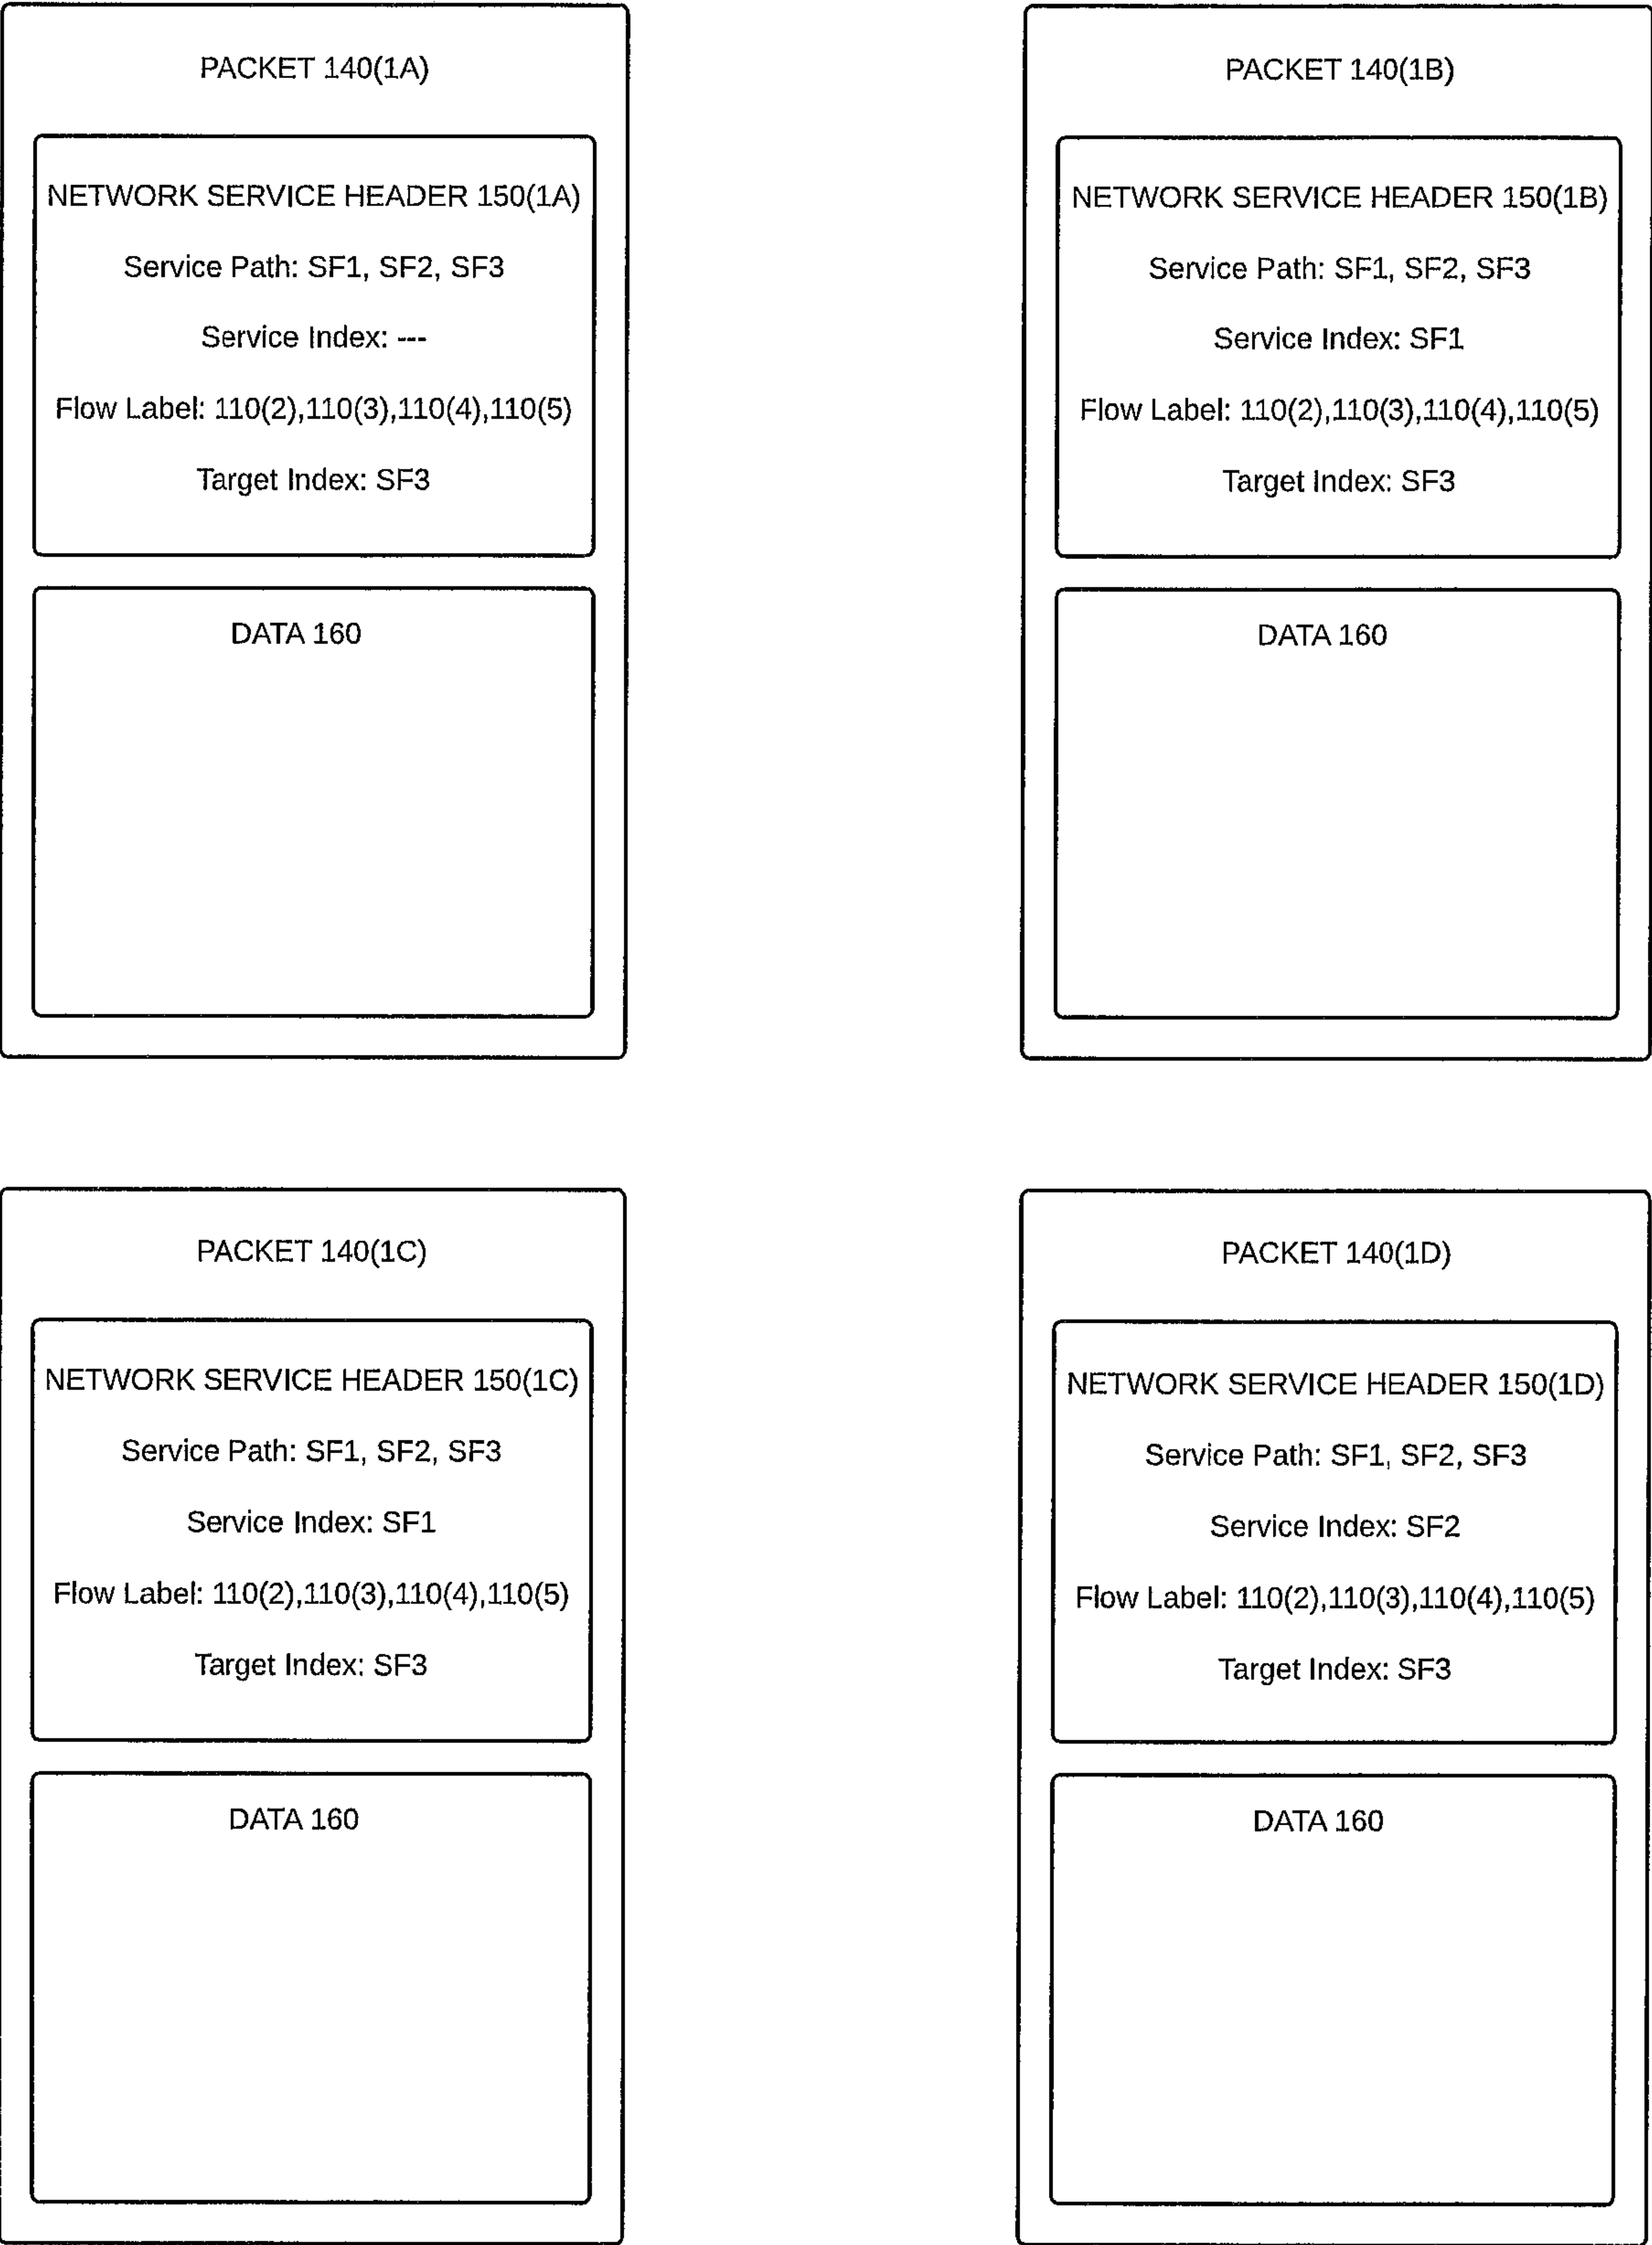 PACKET 140(1A)
NETWORK SERVICE HEADER 150(1A)
Service Path: SF1, SF2, SF3
Service Index: ---
Flow Label: 110(2),110(3),110(4),110(5)
Target Index: SF3
DATA 160
PACKET 140(1B)
NETWORK SERVICE HEADER 150(1B)
Service Path: SF1, SF2, SF3
Service Index: SF1
Flow Label: 110(2),110(3),110(4),110(5)
Target Index: SF3
DATA 160
PACKET 140(1C)
NETWORK SERVICE HEADER 150(1C)
Service Path: SF1, SF2, SF3
Service Index: SF1
Flow Label: 110(2),110(3),110(4),110(5)
Target Index: SF3
DATA 160
PACKET 140(1D)
NETWORK SERVICE HEADER 150(1D)
Service Path: SF1, SF2, SF3
Service Index: SF2
Flow Label: 110(2),110(3),110(4),110(5)
Target Index: SF3
DATA 160